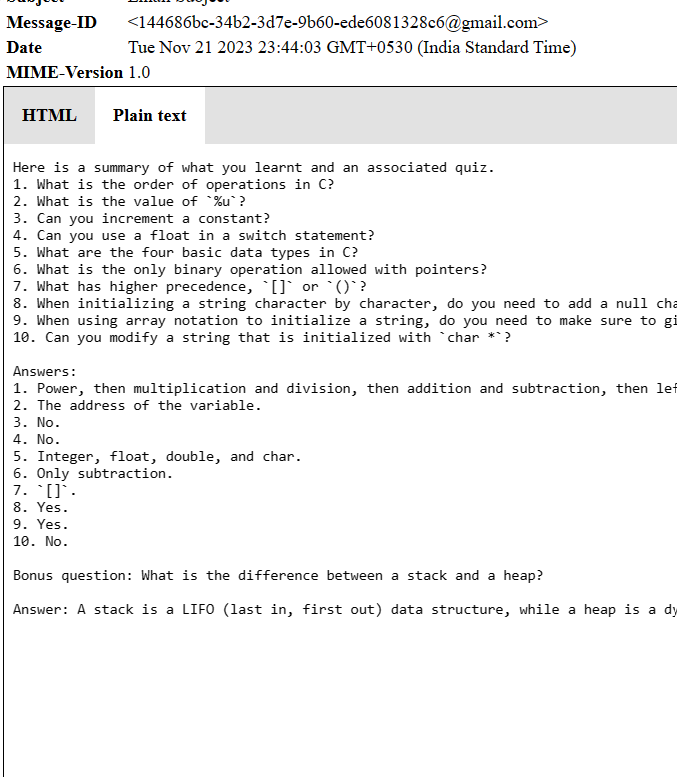 Message-ID <144686bc-34b2-3d7e-9b60-ede6081328c6@gmail.com>
Date Tue Nov 21 2023 23:44:03 GMT+0530 (India Standard Time)
MIME-Version 1.0
HTML Plain text
Here is a summary of what you learnt and an associated quiz.
1. What is the order of operations in C?
2. What is the value of `%u`?
3. Can you increment a constant?
4. Can you use a float in a switch statement?
5. What are the four basic data types in C?
6. What is the only binary operation allowed with pointers?
7. What has higher precedence, `[]` or `()`?
8. When initializing a string character by character, do you need to add a null
9. When using array notation to initialize a string, do you need to make sure to
10. Can you modify a string that is initialized with `char *`?
Answers:
1. Power, then multiplication and division, then addition and subtraction, then
2. The address of the variable.
3. No.
4. No.
5. Integer, float, double, and char.
6. Only subtraction.
7. `[]`.
8. Yes.
9. Yes.
10. No.
Bonus question: What is the difference between a stack and a heap?
Answer: A stack is a LIFO (last in, first out) data structure, while a heap is a